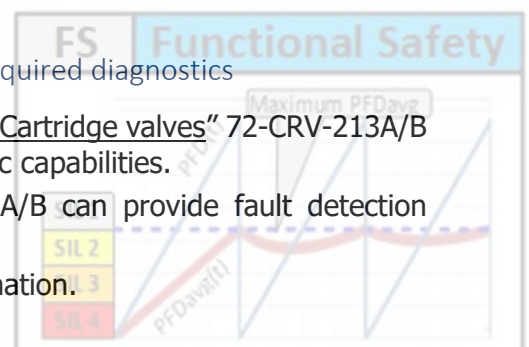 FS Functional Safety
quired diagnostics
Maximum PFDavg
Cartridge valves" 72-CRV-213A/B
c capabilities.
PFD(t)
A/B can provide fault detection
SIL 2
nation.
SIL 3
PFDavg(t)
SIL 4